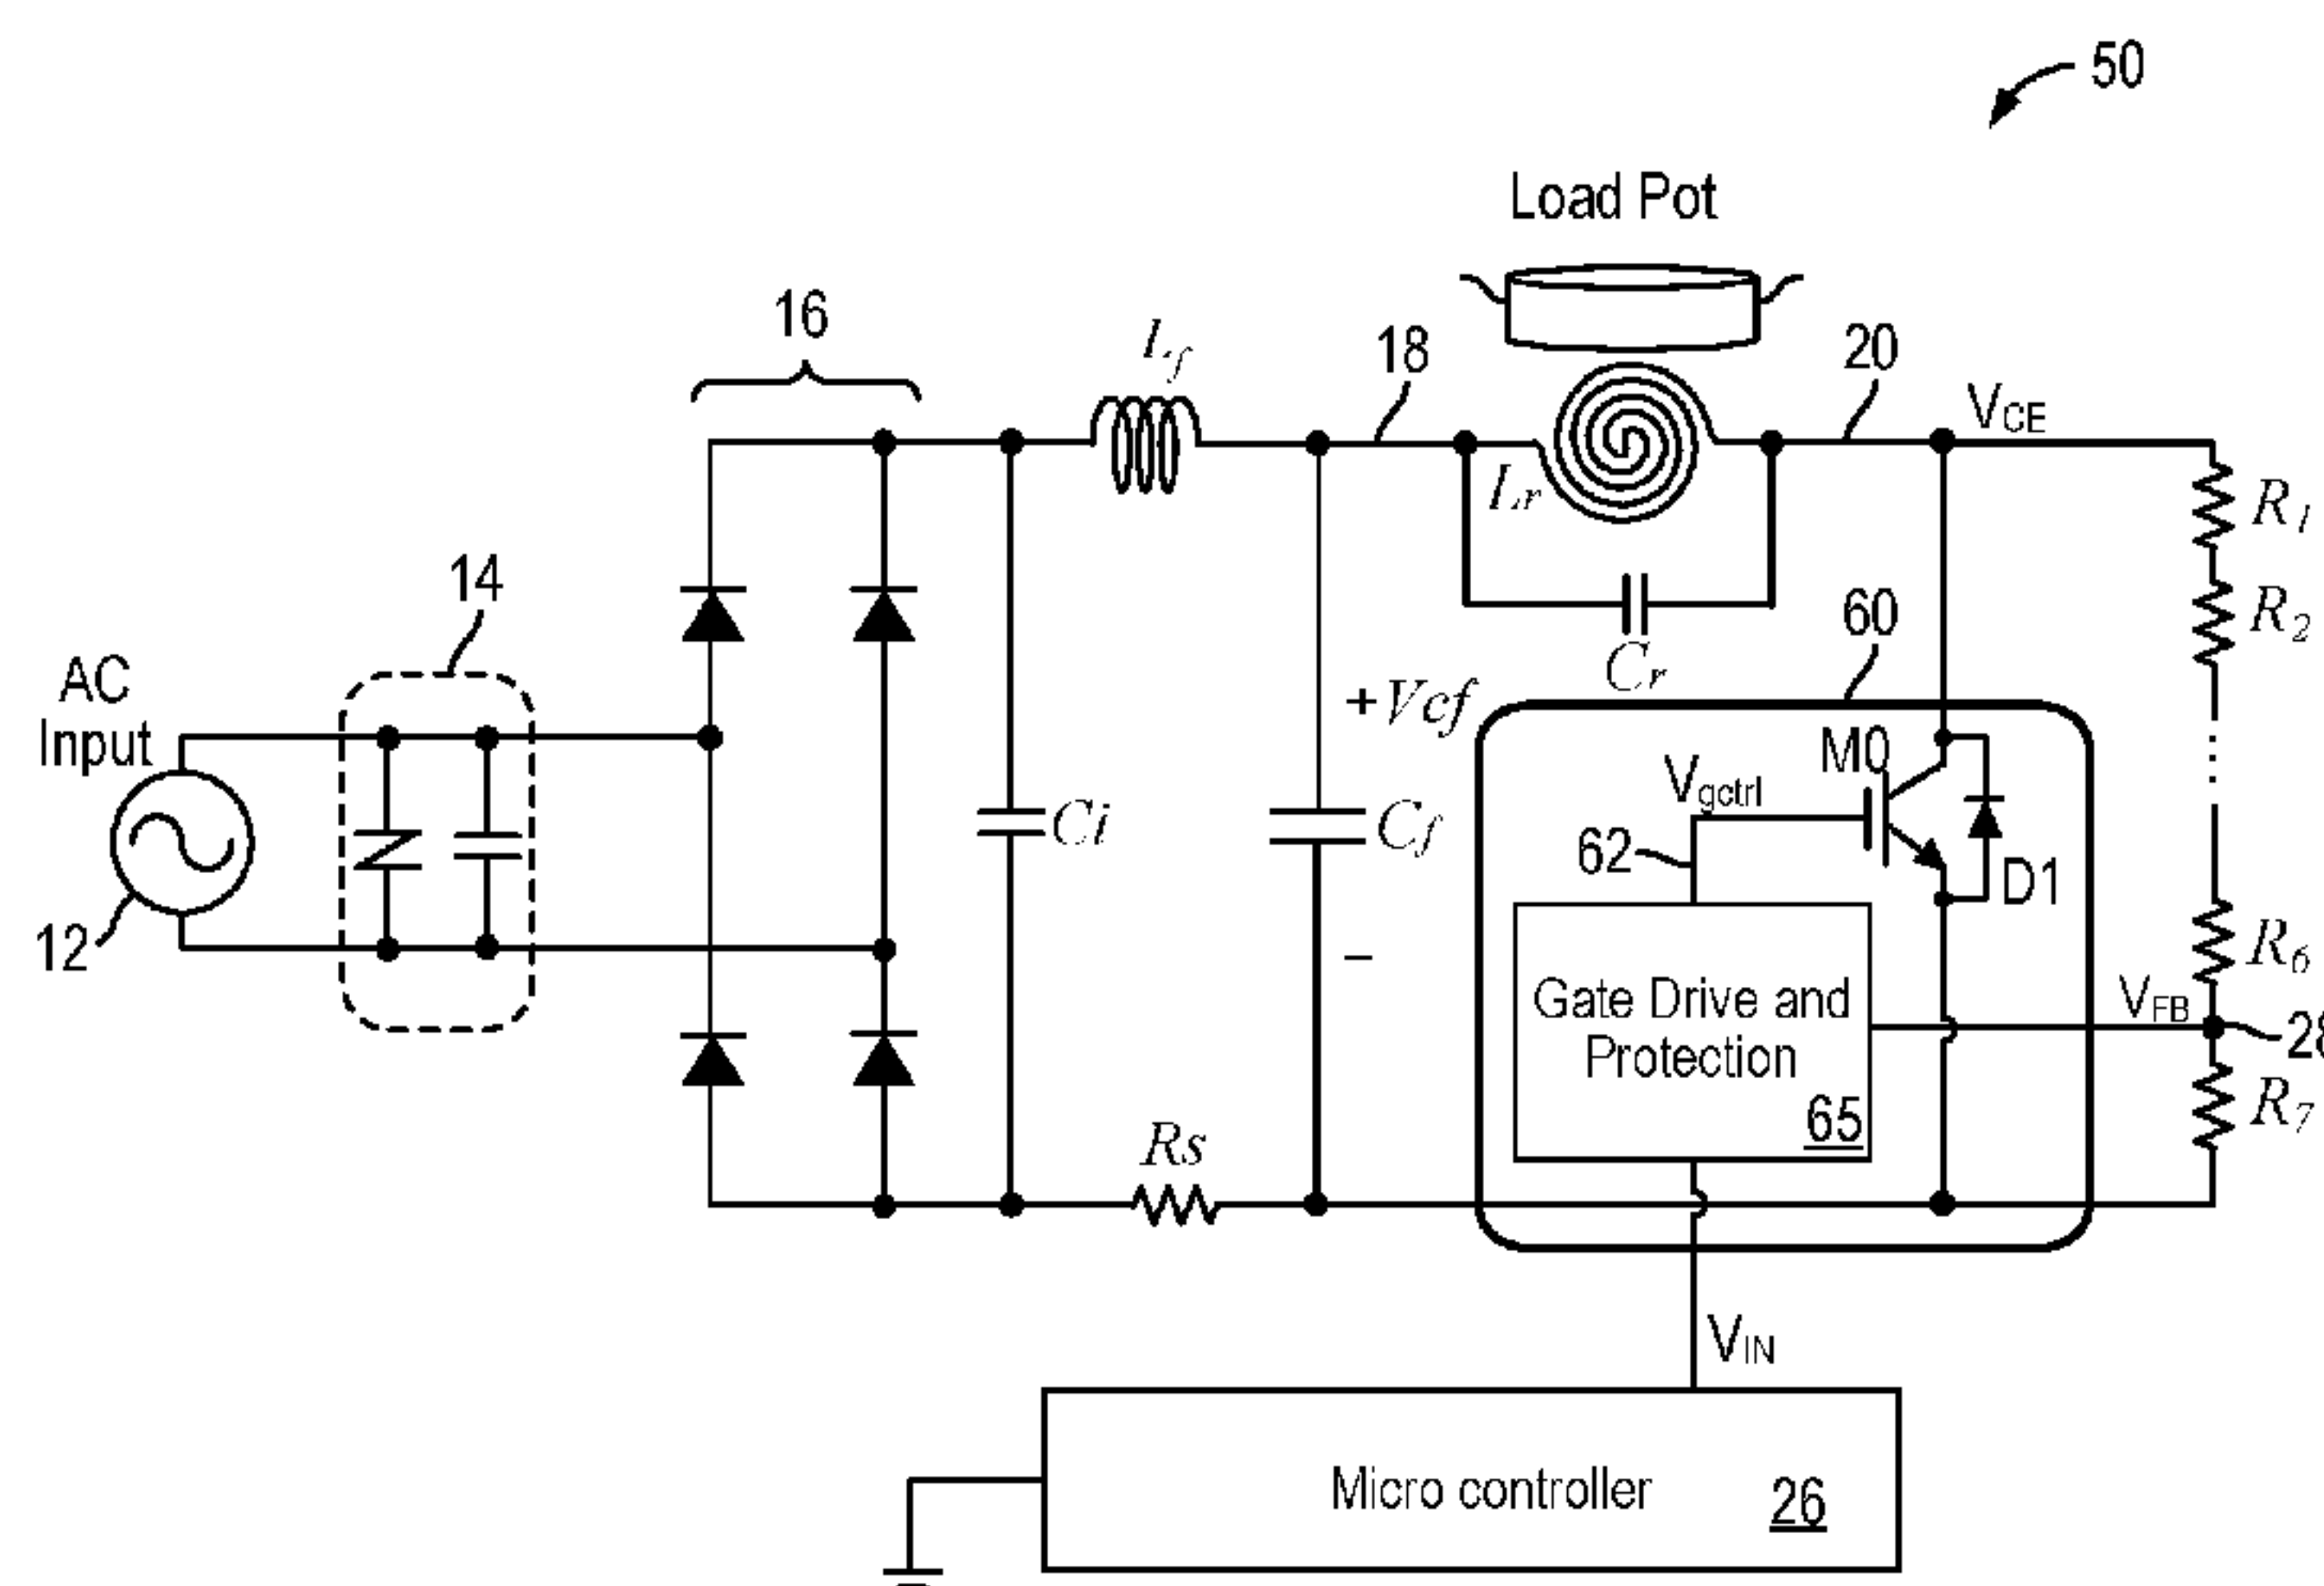 50
Load Pot
16
Lf
18
20
VCE
Lr
R1
14
Cr
60
R2
AC
Input
+ Vcf
M0
Vgctrl
Ci
Cf
62
D1
12
–
Gate Drive and
Protection
65
R6
VFB
R7
Rs
VIN
Micro controller
26